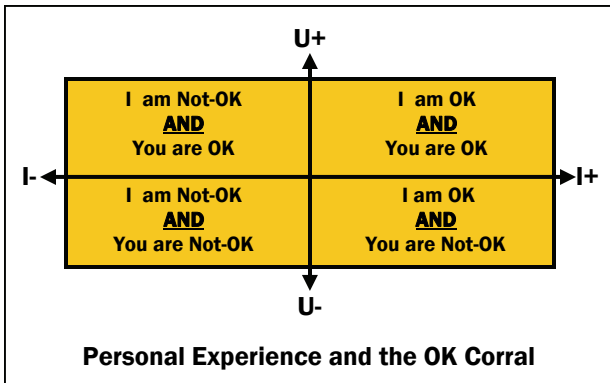 U+
I am Not-OK
AND
You are OK
I am OK
AND
You are OK
I-
I+
I am Not-OK
AND
You are Not-OK
I am OK
AND
You are Not-OK
U-
Personal Experience and the OK Corral